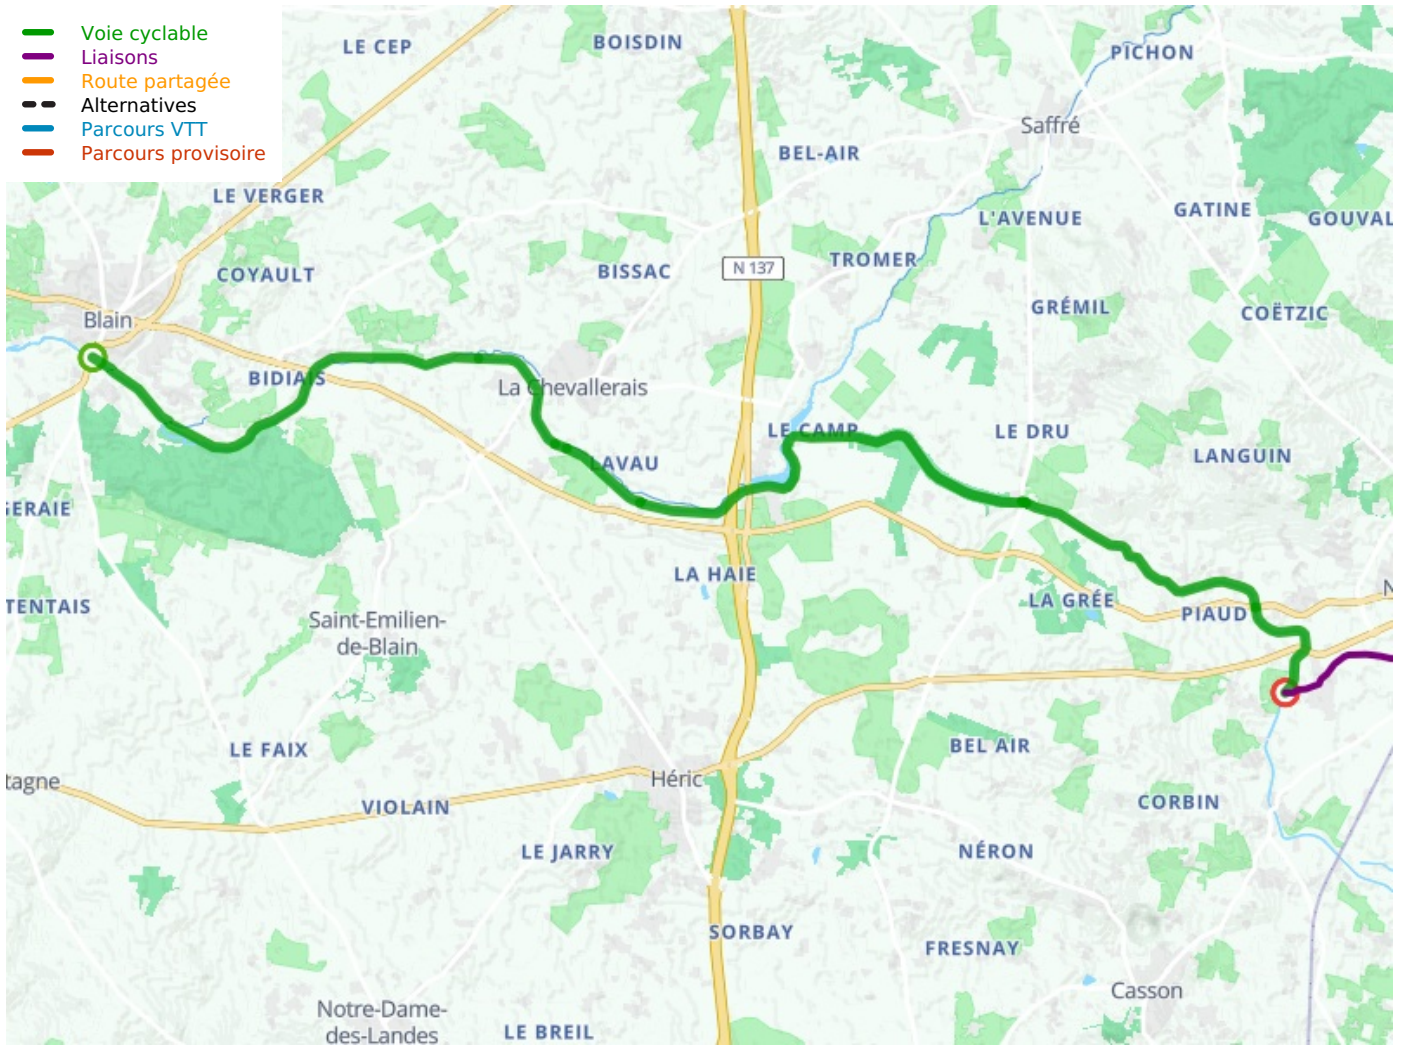 Voie cyclable
Liaisons
Route partagée
Alternatives
Parcours VTT
Parcours provisoire
LE CEP
BOISDIN
PICHON
Saffré
BEL-AIR
LE VERGER
GATINE
L'AVENUE
GOUVAL
TROMER
N 137
BISSAC
COYAULT
GRÉMIL
COËTZIC
Blain
BIDIAIS
La Chevallerais
LE CAMP
LE DRU
LANGUIN
LAVAU
GERAIE
LA HAIE
LA GRÉE
N
TENTAIS
PIAUD
Saint-Emilien-
de-Blain
LE FAIX
BEL AIR
tagne
Héric
VIOLAIN
CORBIN
LE JARRY
NÉRON
SORBAY
FRESNAY
Casson
Notre-Dame-
des-Landes
LE BREIL